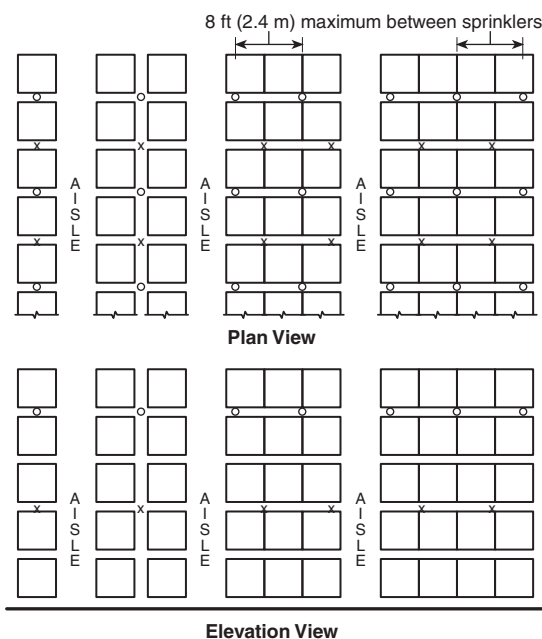 8 ft (2.4 m) maximum between sprinklers
x
x
x
x
x
x
x
x
x
x
x
x
AISLE
AISLE
AISLE
Plan View
x
x
x
x
x
x
AISLE
AISLE
AISLE
Elevation View